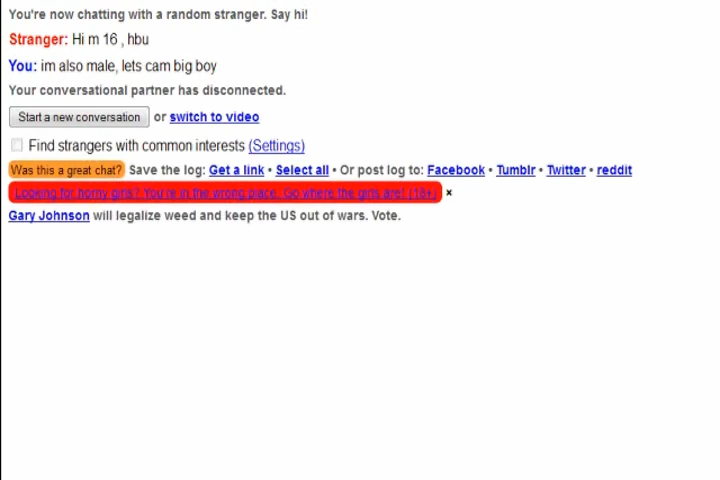 You're now chatting with a random stranger. Say hi!
Stranger: Hi m 16 , hbu
You: im also male, lets cam big boy
Your conversational partner has disconnected.
Start a new conversation or switch to video
Find strangers with common interests (Settings)
Was this a great chat? Save the log: Get a link • Select all • Or post log to: Facebook • Tumblr • Twitter • reddit
Looking for horny girls? You're in the wrong place. Go where the girls are! (18+) ×
Gary Johnson will legalize weed and keep the US out of wars. Vote.